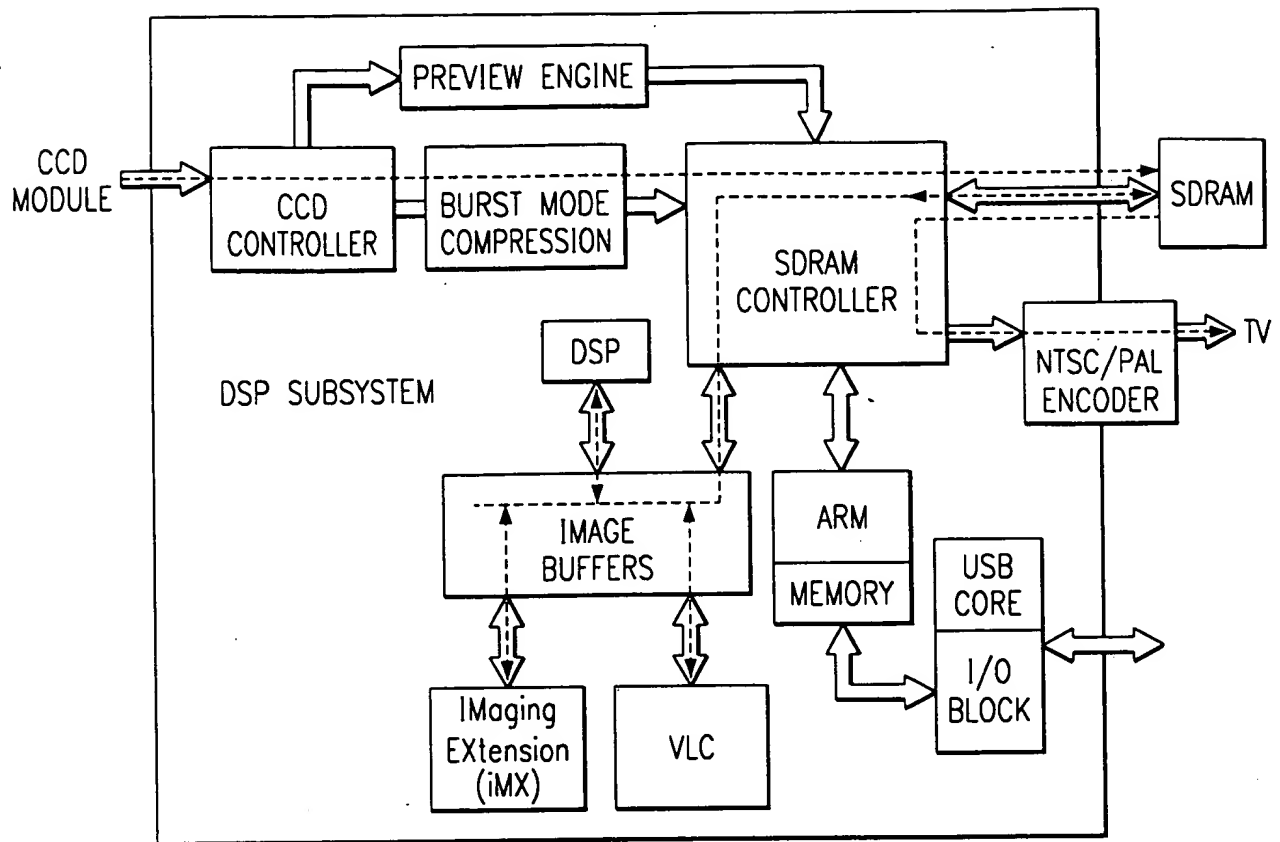 PREVIEW ENGINE
CCD
MODULE
CCD
CONTROLLER
BURST MODE
COMPRESSION
SDRAM
CONTROLLER
SDRAM
NTSC/PAL
ENCODER
TV
DSP
DSP SUBSYSTEM
IMAGE
BUFFERS
ARM
MEMORY
USB
CORE
I/O
BLOCK
IMaging
EXtension
(iMX)
VLC